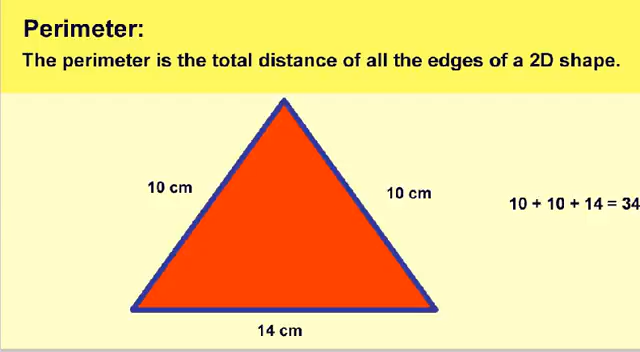 Perimeter:
The perimeter is the total distance of all the edges of a 2D shape.
10 cm
10 cm
10 + 10 + 14 = 34
14 cm